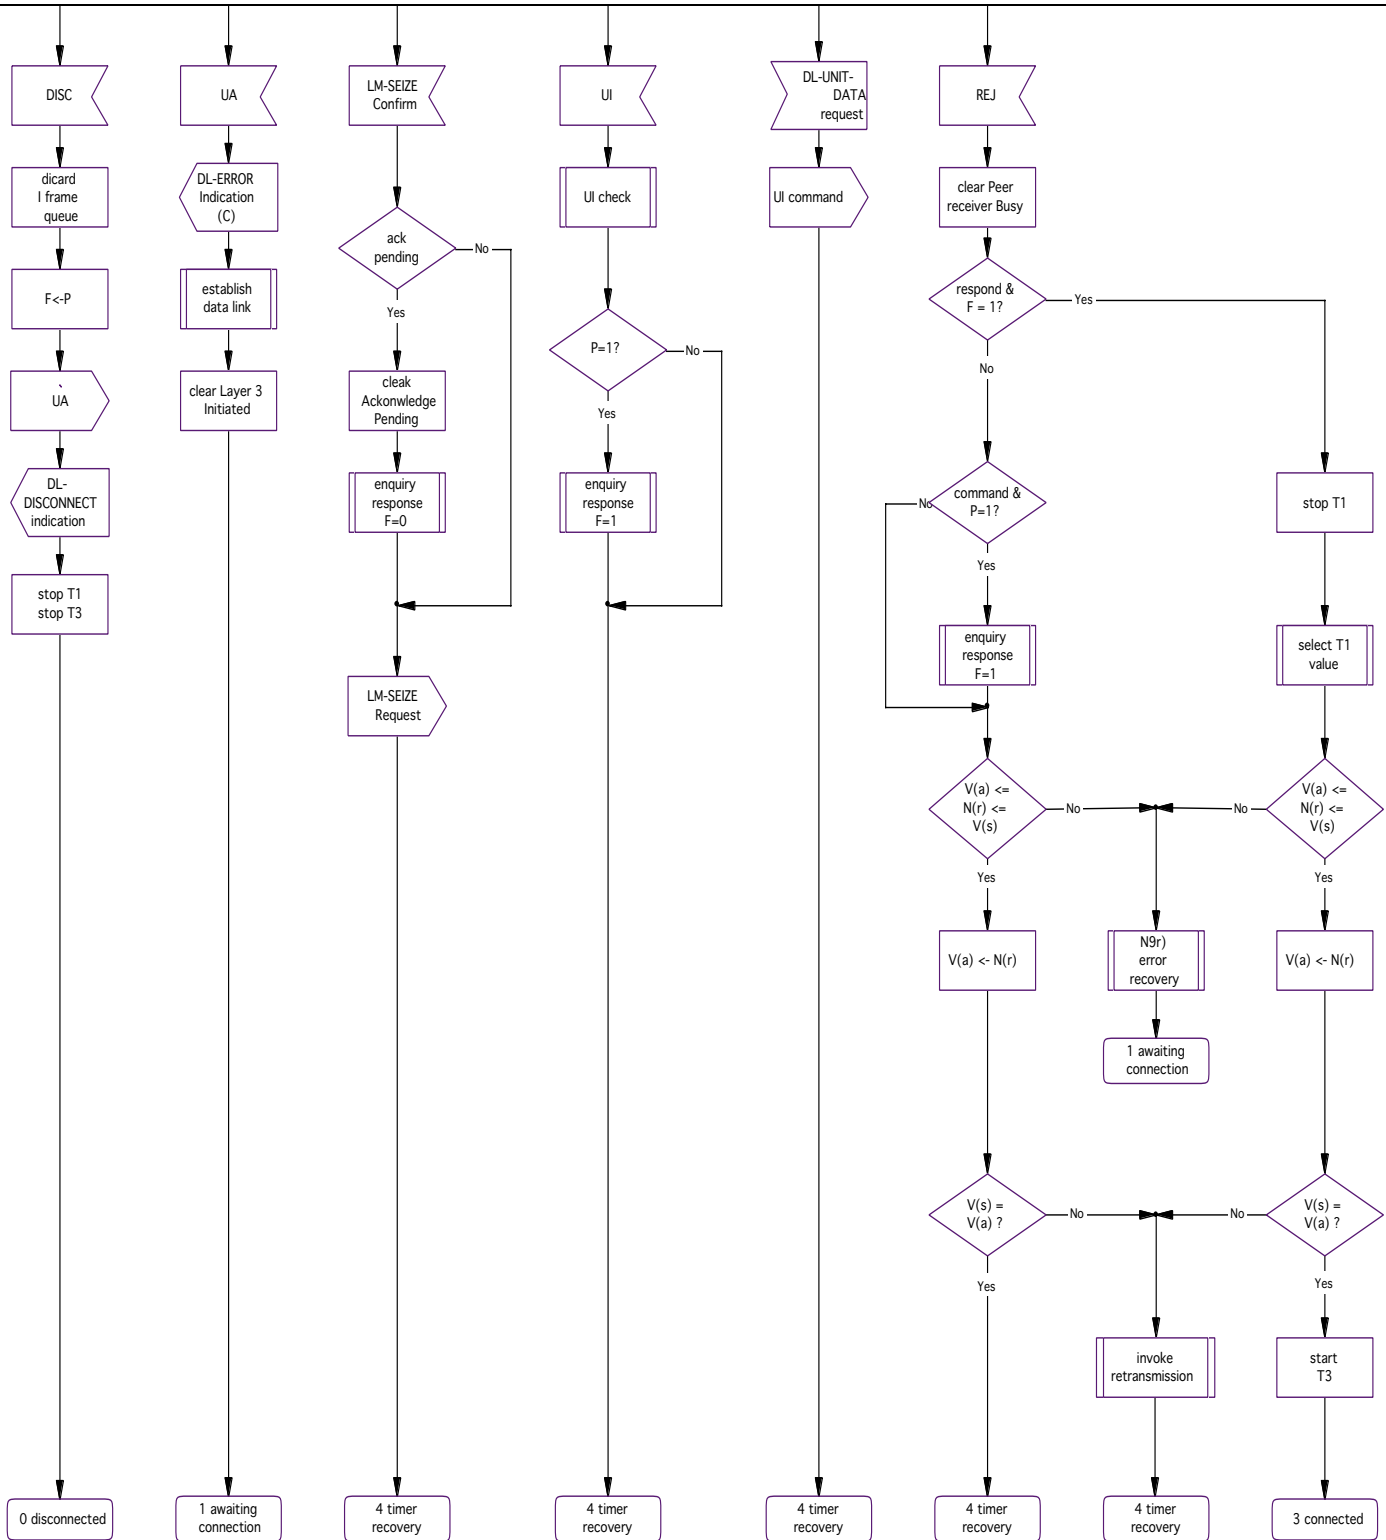 DISC
dicard
I frame
queue
F<-P
`
UA
DL-
DISCONNECT
indication
stop T1
stop T3
0 disconnected
UA
DL-ERROR
Indication
(C)
establish
data link
clear Layer 3
Initiated
1 awaiting
connection
LM-SEIZE
Confirm
ack
pending
No
Yes
cleak
Ackonwledge
Pending
enquiry
response
F=0
LM-SEIZE
Request
4 timer
recovery
UI
UI check
P=1?
No
Yes
enquiry
response
F=1
4 timer
recovery
DL-UNIT-
DATA
request
UI command
4 timer
recovery
REJ
clear Peer
receiver Busy
respond &
F = 1?
Yes
No
command &
P=1?
No
Yes
enquiry
response
F=1
V(a) <=
N(r) <=
V(s)
No
Yes
V(a) <- N(r)
V(s) =
V(a) ?
No
Yes
4 timer
recovery
N9r)
error
recovery
1 awaiting
connection
invoke
retransmission
4 timer
recovery
stop T1
select T1
value
V(a) <=
N(r) <=
V(s)
No
Yes
V(a) <- N(r)
V(s) =
V(a) ?
No
Yes
start
T3
3 connected